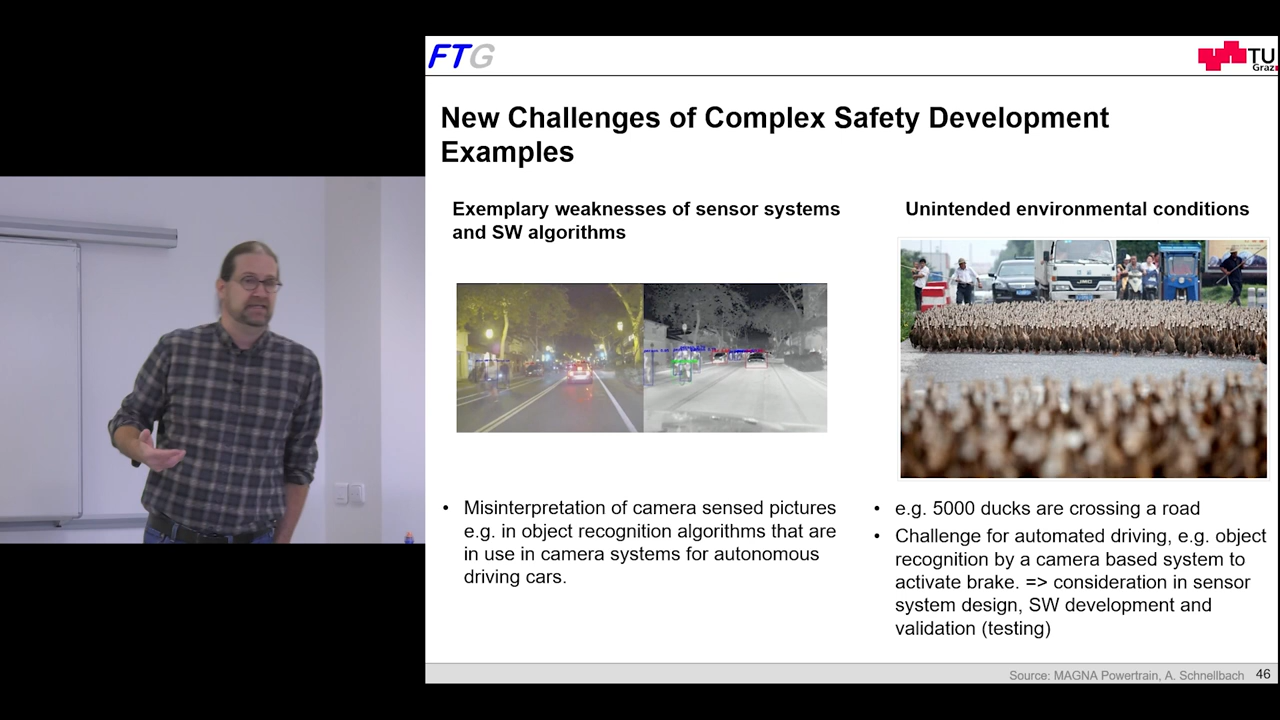 FTG
TU
Graz
New Challenges of Complex Safety Development
Examples
Exemplary weaknesses of sensor systems
and SW algorithms
Unintended environmental conditions
• Misinterpretation of camera sensed pictures
e.g. in object recognition algorithms that are
in use in camera systems for autonomous
driving cars.
• e.g. 5000 ducks are crossing a road
• Challenge for automated driving, e.g. object
recognition by a camera based system to
activate brake. => consideration in sensor
system design, SW development and
validation (testing)
Source: MAGNA Powertrain, A. Schnellbach
46